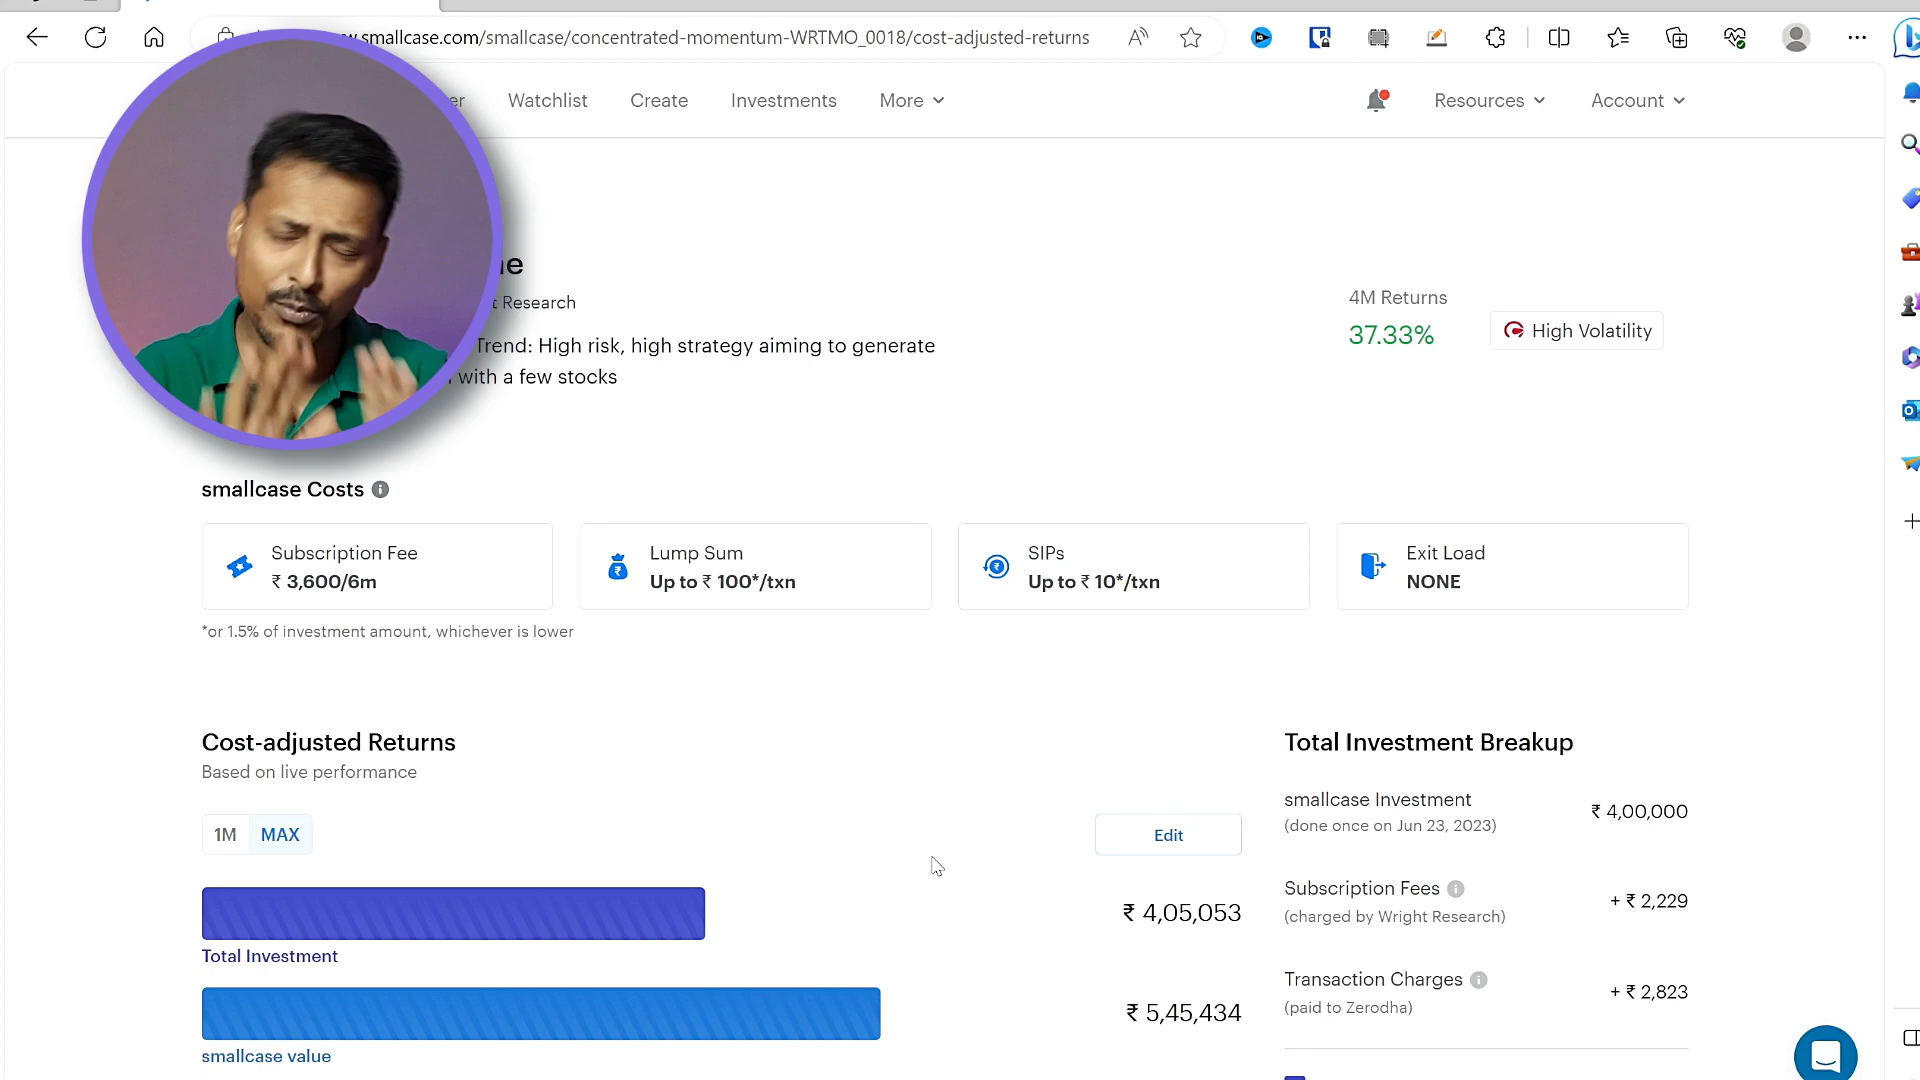 w.smallcase.com/smallcase/concentrated-momentum-WRTMO_0018/cost-adjusted-returns
er Watchlist Create Investments More Resources Account
ne
t Research
Trend: High risk, high strategy aiming to generate
with a few stocks
4M Returns
37.33%
High Volatility
smallcase Costs
Subscription Fee
₹ 3,600/6m
Lump Sum
Up to ₹ 100*/txn
SIPs
Up to ₹ 10*/txn
Exit Load
NONE
*or 1.5% of investment amount, whichever is lower
Cost-adjusted Returns
Based on live performance
1M MAX
Edit
₹ 4,05,053
Total Investment
₹ 5,45,434
smallcase value
Total Investment Breakup
smallcase Investment
(done once on Jun 23, 2023)
₹ 4,00,000
Subscription Fees
(charged by Wright Research)
+ ₹ 2,229
Transaction Charges
(paid to Zerodha)
+ ₹ 2,823